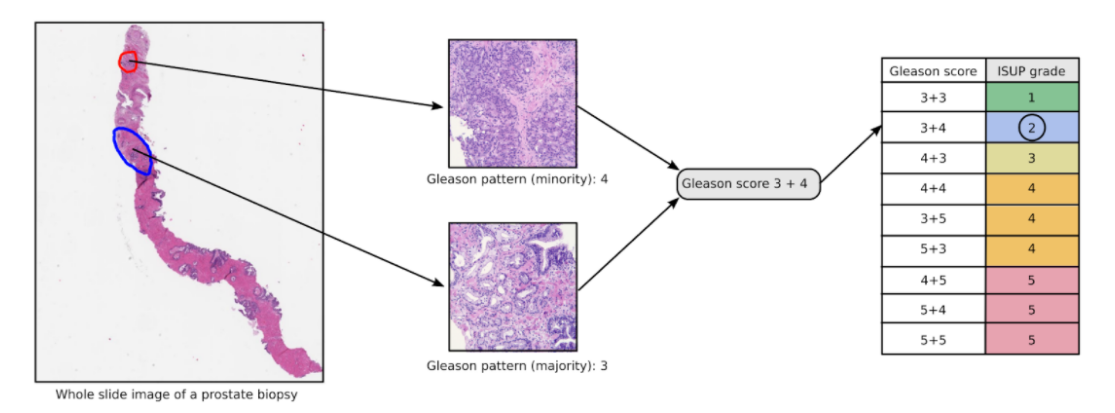 Whole slide image of a prostate biopsy
Gleason pattern (minority): 4
Gleason pattern (majority): 3
Gleason score 3 + 4
Gleason score ISUP grade
3+3 1
3+4 2
4+3 3
4+4 4
3+5 4
5+3 4
4+5 5
5+4 5
5+5 5